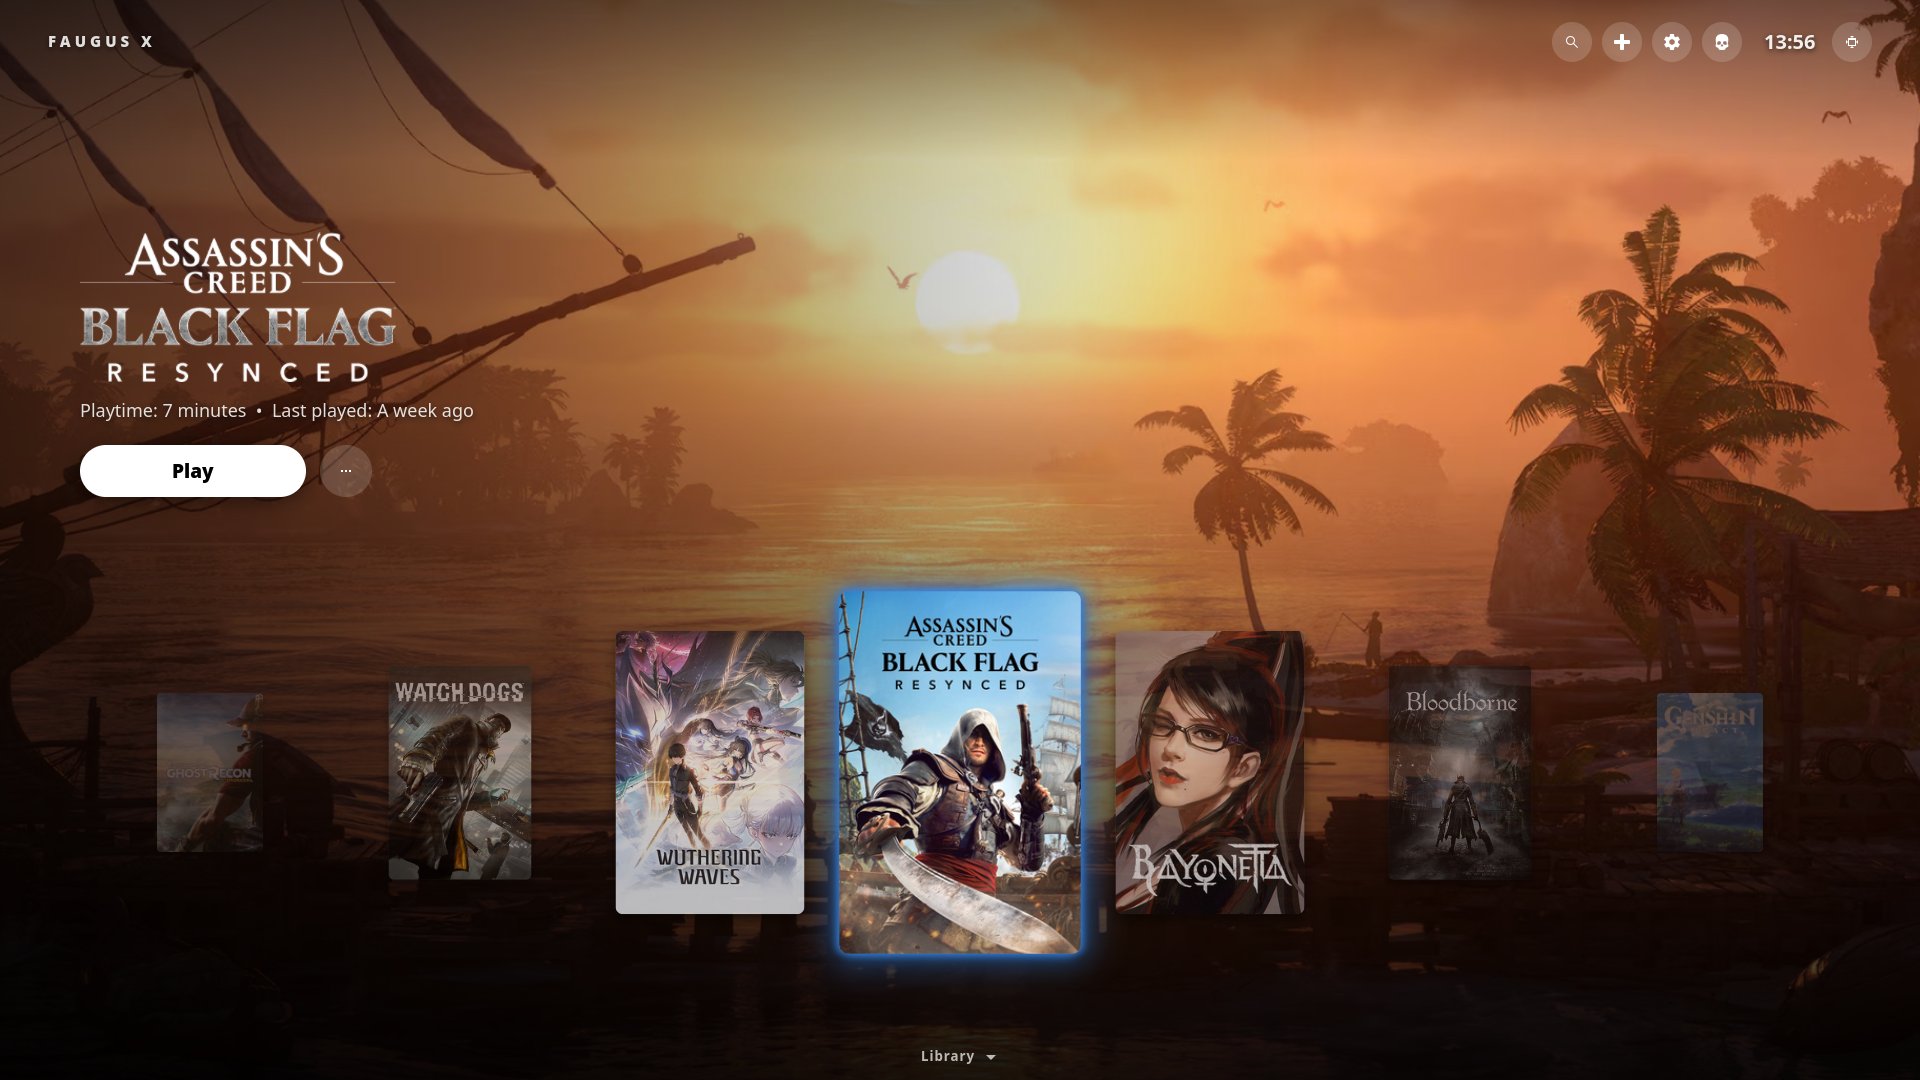 FAUGUS X
13:56
ASSASSIN'S
CREED
BLACK FLAG
RESYNCED
Playtime: 7 minutes • Last played: A week ago
Play
...
GHOST RECON
WATCH DOGS
WUTHERING
WAVES
ASSASSIN'S
CREED
BLACK FLAG
RESYNCED
BAYONETTA
Bloodborne
GENSHIN
Library